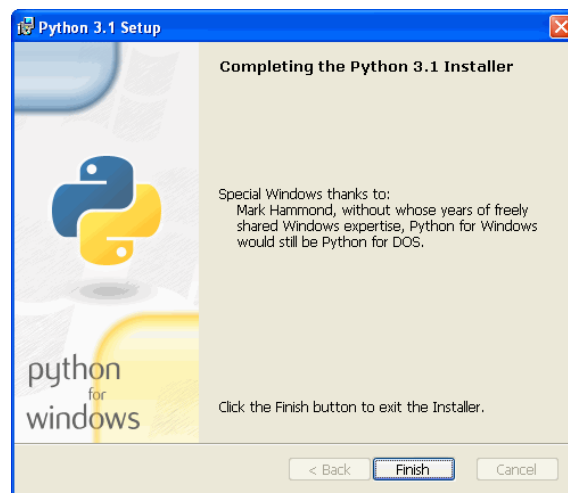 Python 3.1 Setup
Completing the Python 3.1 Installer
Special Windows thanks to:
Mark Hammond, without whose years of freely
shared Windows expertise, Python for Windows
would still be Python for DOS.
python
for
windows
Click the Finish button to exit the Installer.
< Back
Finish
Cancel